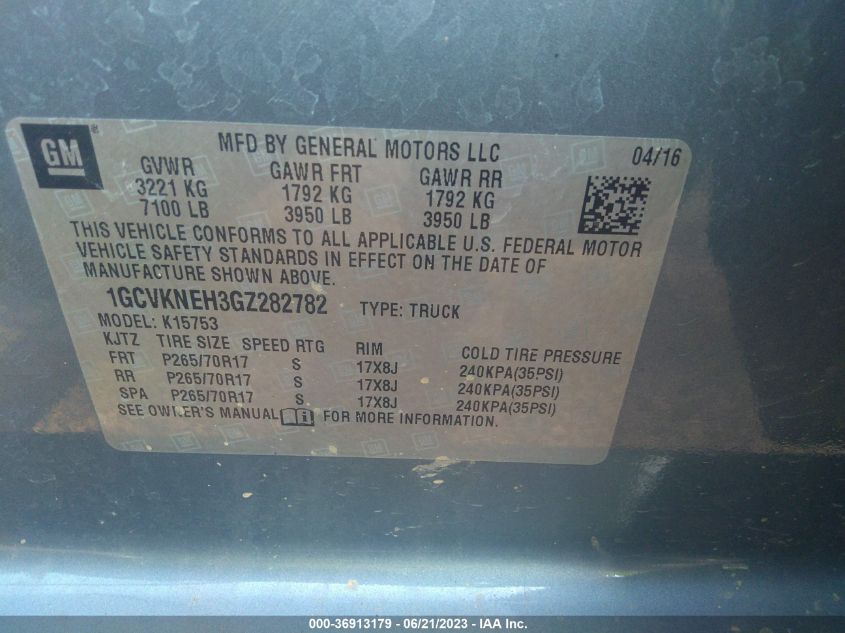 GM
MFD BY GENERAL MOTORS LLC 04/16
GVWR GAWR FRT GAWR RR
3221 KG 1792 KG 1792 KG
7100 LB 3950 LB 3950 LB
THIS VEHICLE CONFORMS TO ALL APPLICABLE U.S. FEDERAL MOTOR
VEHICLE SAFETY STANDARDS IN EFFECT ON THE DATE OF
MANUFACTURE SHOWN ABOVE.
1GCVKNEH3GZ282782 TYPE: TRUCK
MODEL: K15753
KJTZ TIRE SIZE SPEED RTG RIM COLD TIRE PRESSURE
FRT P265/70R17 S 17X8J 240KPA(35PSI)
RR P265/70R17 S 17X8J 240KPA(35PSI)
SPA P265/70R17 S 17X8J 240KPA(35PSI)
SEE OWNER'S MANUAL FOR MORE INFORMATION.
000-36913179 - 06/21/2023 - IAA Inc.